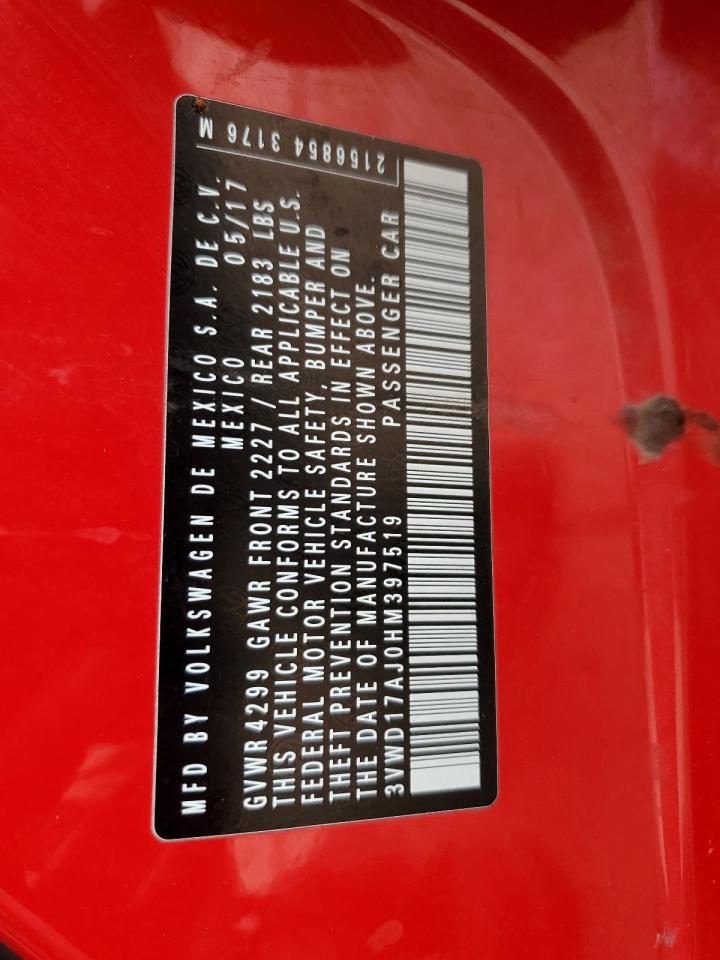 MFD BY VOLKSWAGEN DE MEXICO S.A. DE C.V.
MEXICO 05/17
GVWR 4299 GAWR FRONT 2227 / REAR 2183 LBS
THIS VEHICLE CONFORMS TO ALL APPLICABLE U.S.
FEDERAL MOTOR VEHICLE SAFETY, BUMPER AND
THEFT PREVENTION STANDARDS IN EFFECT ON
THE DATE OF MANUFACTURE SHOWN ABOVE.
3VWD17AJ0HM397519 PASSENGER CAR
2156854 3176 M